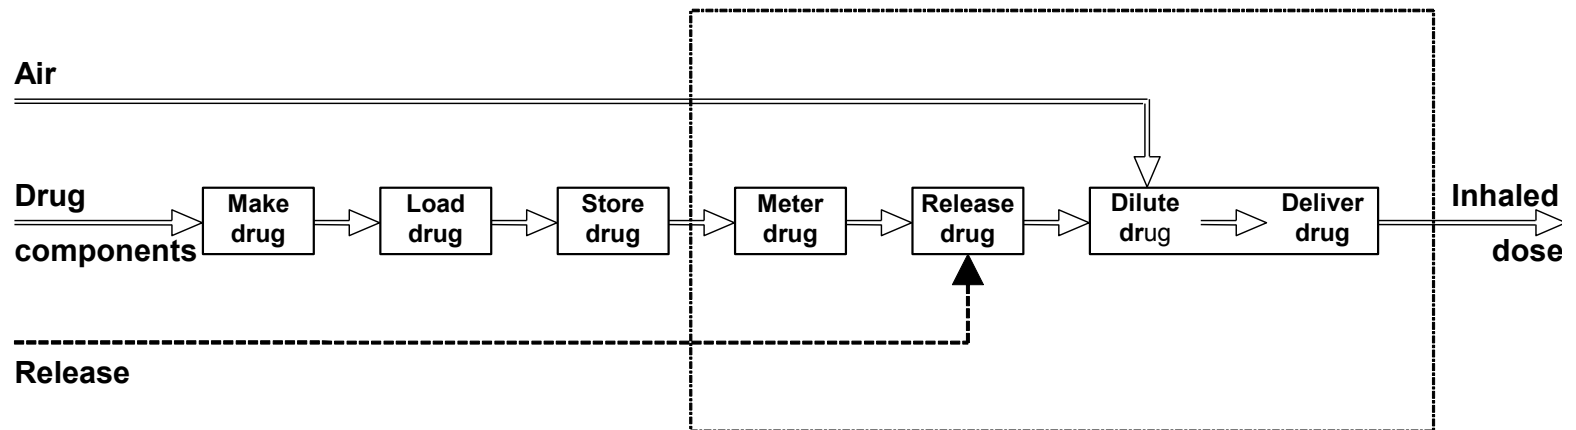 Air
Drug
components
Make
drug
Load
drug
Store
drug
Meter
drug
Release
drug
Dilute
drug
Deliver
drug
Inhaled
dose
Release